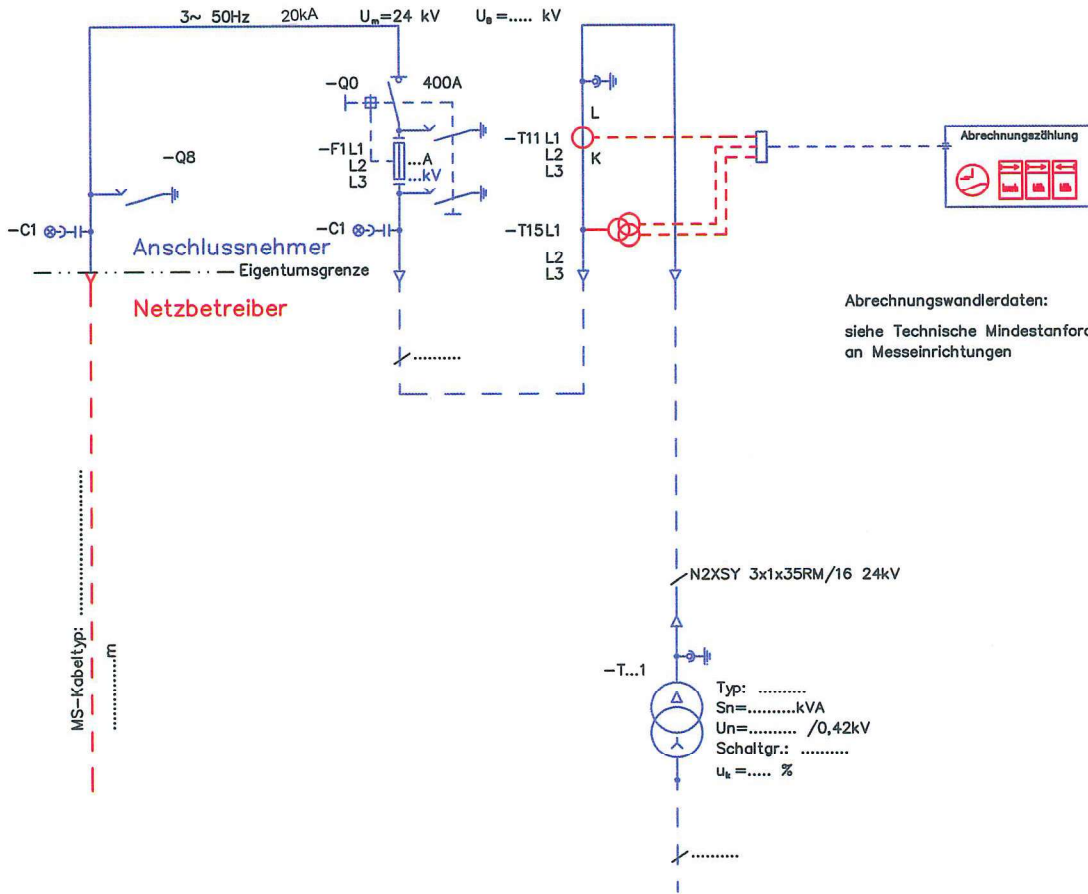 3~ 50Hz 20kA Um=24 kV UB=..... kV
-Q0 400A
-Q8
-F1 L1
L2
L3
...A
...kV
L
-T11 L1
L2
L3
K
Abrechnungszählung
-C1
-C1
-T15 L1
L2
L3
Anschlussnehmer
Eigentumsgrenze
Netzbetreiber
..........
Abrechnungswandlerdaten:
siehe Technische Mindestanford
an Messeinrichtungen
MS-Kabeltyp: ..............................
...............m
N2XSY 3x1x35RM/16 24kV
-T...1
Typ: ..........
Sn=..........kVA
Un=.......... /0,42kV
Schaltgr.: ..........
uk =..... %
..........